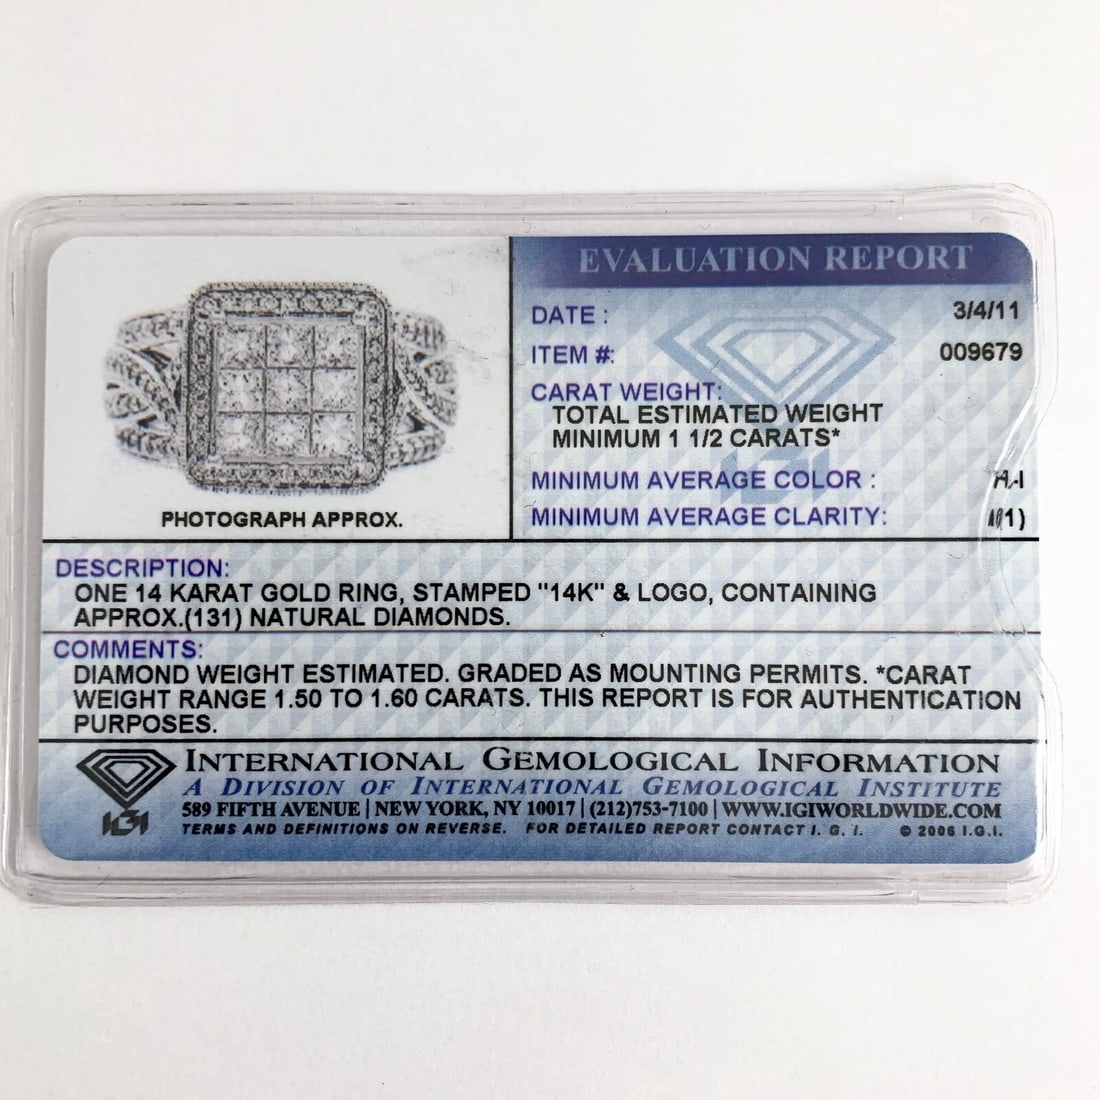 EVALUATION REPORT
DATE : 3/4/11
ITEM #: 009679
CARAT WEIGHT:
TOTAL ESTIMATED WEIGHT
MINIMUM 1 1/2 CARATS*
MINIMUM AVERAGE COLOR :
MINIMUM AVERAGE CLARITY:
PHOTOGRAPH APPROX.
DESCRIPTION:
ONE 14 KARAT GOLD RING, STAMPED "14K" & LOGO, CONTAINING
APPROX.(131) NATURAL DIAMONDS.
COMMENTS:
DIAMOND WEIGHT ESTIMATED. GRADED AS MOUNTING PERMITS. *CARAT
WEIGHT RANGE 1.50 TO 1.60 CARATS. THIS REPORT IS FOR AUTHENTICATION
PURPOSES.
INTERNATIONAL GEMOLOGICAL INFORMATION
A DIVISION OF INTERNATIONAL GEMOLOGICAL INSTITUTE
589 FIFTH AVENUE | NEW YORK, NY 10017 | (212)753-7100 | WWW.IGIWORLDWIDE.COM
IGI TERMS AND DEFINITIONS ON REVERSE. FOR DETAILED REPORT CONTACT I. G. I. © 2006 I.G.I.